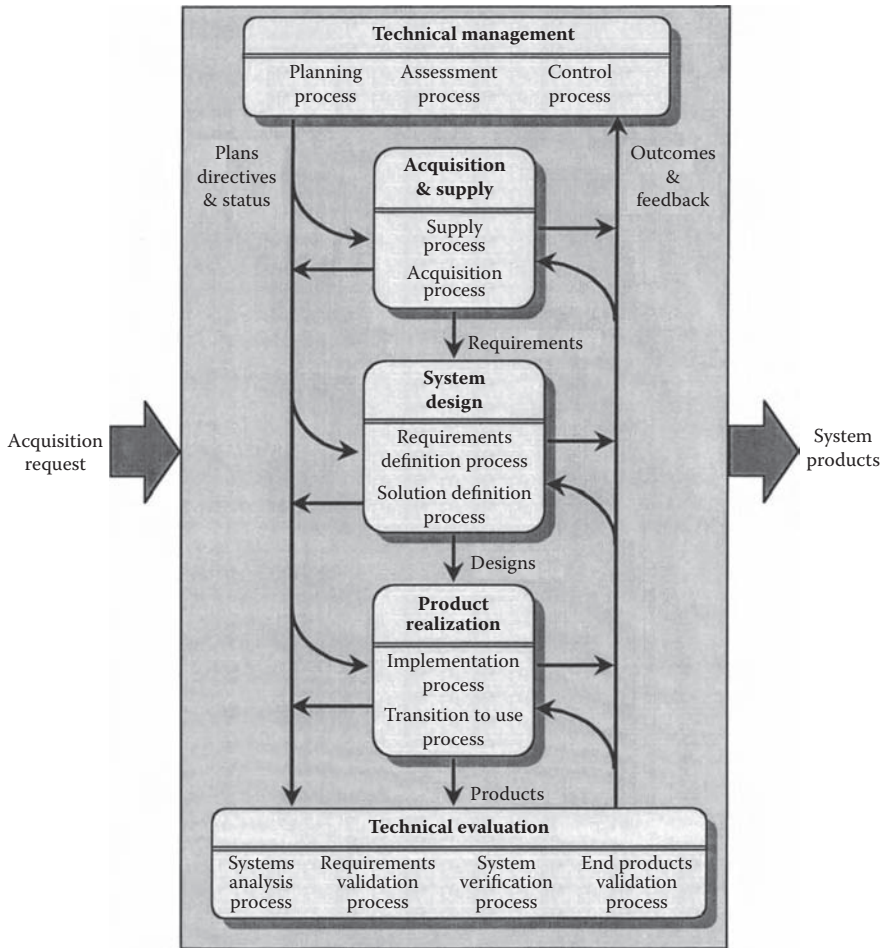 Technical management
Planning
process
Assessment
process
Control
process
Plans
directives
& status
Acquisition
& supply
Supply
process
Acquisition
process
Outcomes
&
feedback
Requirements
System
design
Requirements
definition process
Solution definition
process
Acquisition
request
System
products
Designs
Product
realization
Implementation
process
Transition to use
process
Products
Technical evaluation
Systems
analysis
process
Requirements
validation
process
System
verification
process
End products
validation
process